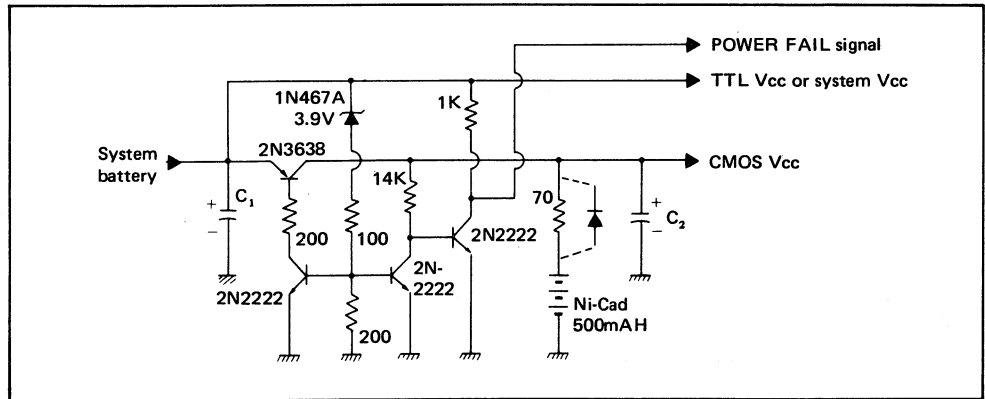 POWER FAIL signal
TTL Vcc or system Vcc
1N467A
3.9V
1K
System
battery
2N3638
CMOS Vcc
14K
70
+
C₁
-
200
100
2N2222
+
C₂
-
2N2222
2N-
2222
200
Ni-Cad
500mAH